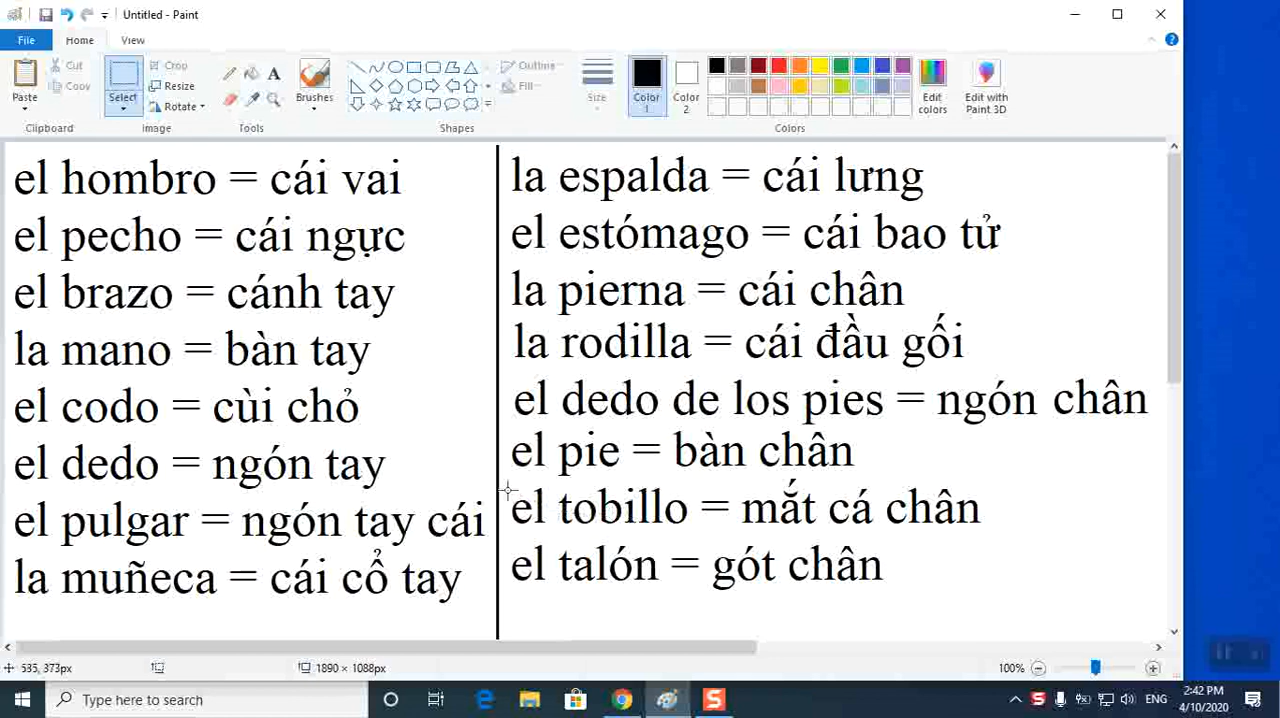 Untitled - Paint
File Home View
Paste
Cut
Copy
Clipboard
Select
Crop
Resize
Rotate
Image
Tools
Brushes
Shapes
Outline
Fill
Size
Color 1
Color 2
Colors
Edit colors
Edit with Paint 3D
el hombro = cái vai
el pecho = cái ngực
el brazo = cánh tay
la mano = bàn tay
el codo = cùi chỏ
el dedo = ngón tay
el pulgar = ngón tay cái
la muñeca = cái cổ tay
la espalda = cái lưng
el estómago = cái bao tử
la pierna = cái chân
la rodilla = cái đầu gối
el dedo de los pies = ngón chân
el pie = bàn chân
el tobillo = mắt cá chân
el talón = gót chân
535, 373px
1890 × 1088px
100%
Type here to search
ENG
2:42 PM
4/10/2020